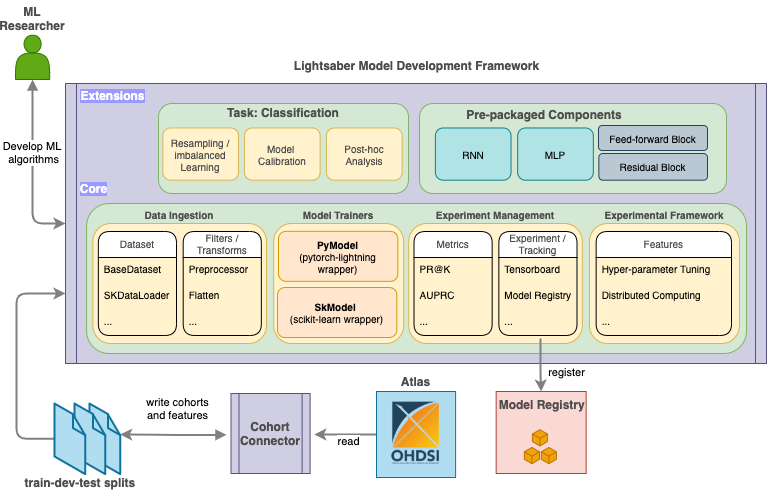 ML
Researcher
Lightsaber Model Development Framework
Extensions
Task: Classification
Resampling /
imbalanced
Learning
Model
Calibration
Post-hoc
Analysis
Pre-packaged Components
RNN
MLP
Feed-forward Block
Residual Block
Develop ML
algorithms
Core
Data Ingestion
Dataset
BaseDataset
SKDataLoader
...
Filters /
Transforms
Preprocessor
Flatten
...
Model Trainers
PyModel
(pytorch-lightning
wrapper)
SkModel
(scikit-learn wrapper)
Experiment Management
Metrics
PR@K
AUPRC
...
Experiment /
Tracking
Tensorboard
Model Registry
...
Experimental Framework
Features
Hyper-parameter Tuning
Distributed Computing
...
register
write cohorts
and features
train-dev-test splits
Cohort
Connector
read
Atlas
OHDSI
Model Registry